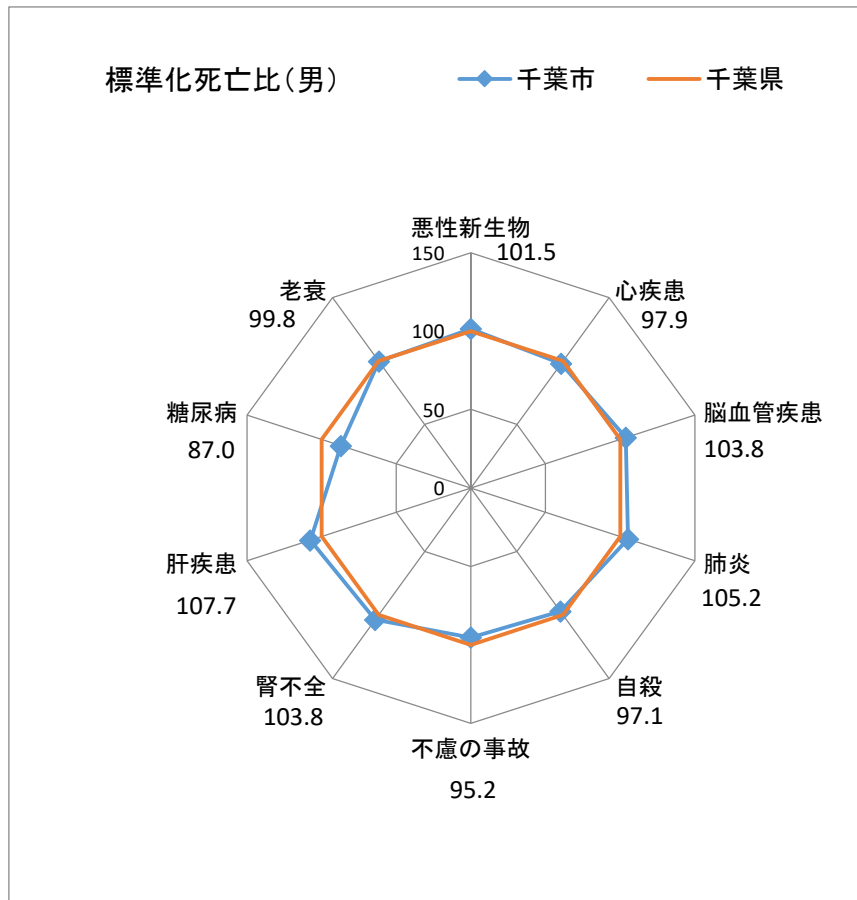 標準化死亡比(男)
千葉市
千葉県
悪性新生物
101.5
心疾患
97.9
脳血管疾患
103.8
肺炎
105.2
自殺
97.1
不慮の事故
95.2
腎不全
103.8
肝疾患
107.7
糖尿病
87.0
老衰
99.8
150
100
50
0